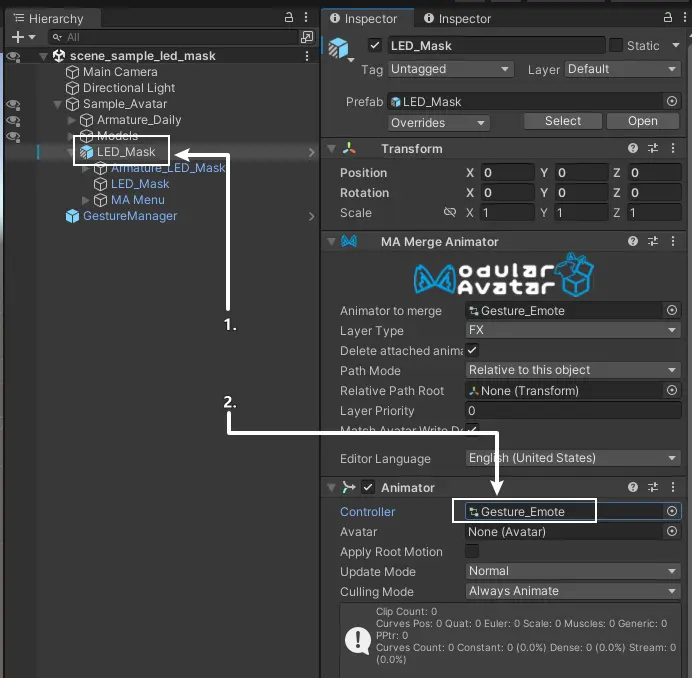 Hierarchy
All
scene_sample_led_mask
Main Camera
Directional Light
Sample_Avatar
Armature_Daily
Models
LED_Mask
Armature_LED_Mask
LED_Mask
MA Menu
GestureManager
1.
2.
Inspector
Inspector
LED_Mask
Static
Tag Untagged Layer Default
Prefab LED_Mask
Overrides Select Open
Transform
Position X 0 Y 0 Z 0
Rotation X 0 Y 0 Z 0
Scale X 1 Y 1 Z 1
MA Merge Animator
Modular
Avatar
Animator to merge Gesture_Emote
Layer Type FX
Delete attached anima
Path Mode Relative to this object
Relative Path Root None (Transform)
Layer Priority 0
Match Avatar Write De
Editor Language English (United States)
Animator
Controller Gesture_Emote
Avatar None (Avatar)
Apply Root Motion
Update Mode Normal
Culling Mode Always Animate
Clip Count: 0
Curves Pos: 0 Quat: 0 Euler: 0 Scale: 0 Muscles: 0 Generic: 0
PPtr: 0
Curves Count: 0 Constant: 0 (0.0%) Dense: 0 (0.0%) Stream: 0
(0.0%)